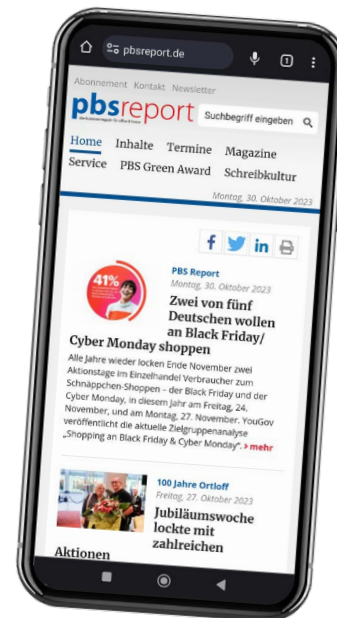 pbsreport.de
1
Abonnement Kontakt Newsletter
pbsreport
Suchbegriff eingeben
Home Inhalte Termine Magazine
Service PBS Green Award Schreibkultur
Montag, 30. Oktober 2023
f in
41%
PBS Report
Montag, 30. Oktober 2023
Zwei von fünf
Deutschen wollen
an Black Friday/
Cyber Monday shoppen
Alle Jahre wieder locken Ende November zwei
Aktionstage im Einzelhandel Verbraucher zum
Schnäppchen-Shoppen – der Black Friday und der
Cyber Monday, in diesem Jahr am Freitag, 24.
November, und am Montag, 27. November. YouGov
veröffentlicht die aktuelle Zielgruppenanalyse
„Shopping an Black Friday & Cyber Monday“. › mehr
100 Jahre Ortloff
Freitag, 27. Oktober 2023
Jubiläumswoche
lockte mit
zahlreichen
Aktionen